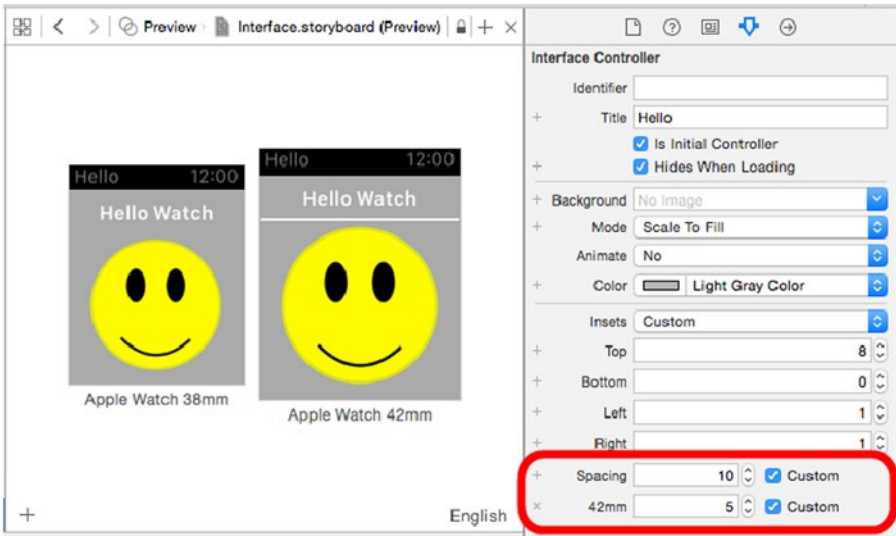 Preview Interface.storyboard (Preview)
Hello 12:00
Hello Watch
Apple Watch 38mm
Hello 12:00
Hello Watch
Apple Watch 42mm
English
Interface Controller
Identifier
Title Hello
Is Initial Controller
Hides When Loading
Background No Image
Mode Scale To Fill
Animate No
Color Light Gray Color
Insets Custom
Top 8
Bottom 0
Left 1
Right 1
Spacing 10 Custom
42mm 5 Custom